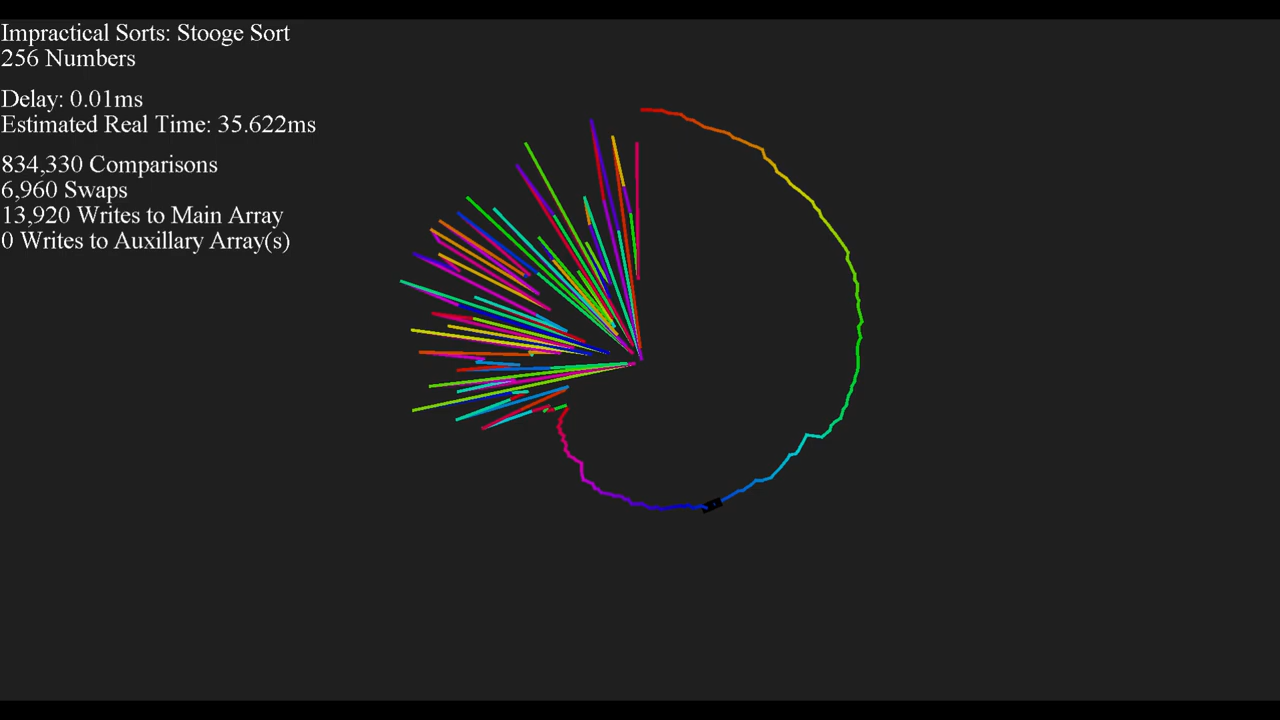 Impractical Sorts: Stooge Sort
256 Numbers
Delay: 0.01ms
Estimated Real Time: 35.622ms
834,330 Comparisons
6,960 Swaps
13,920 Writes to Main Array
0 Writes to Auxillary Array(s)